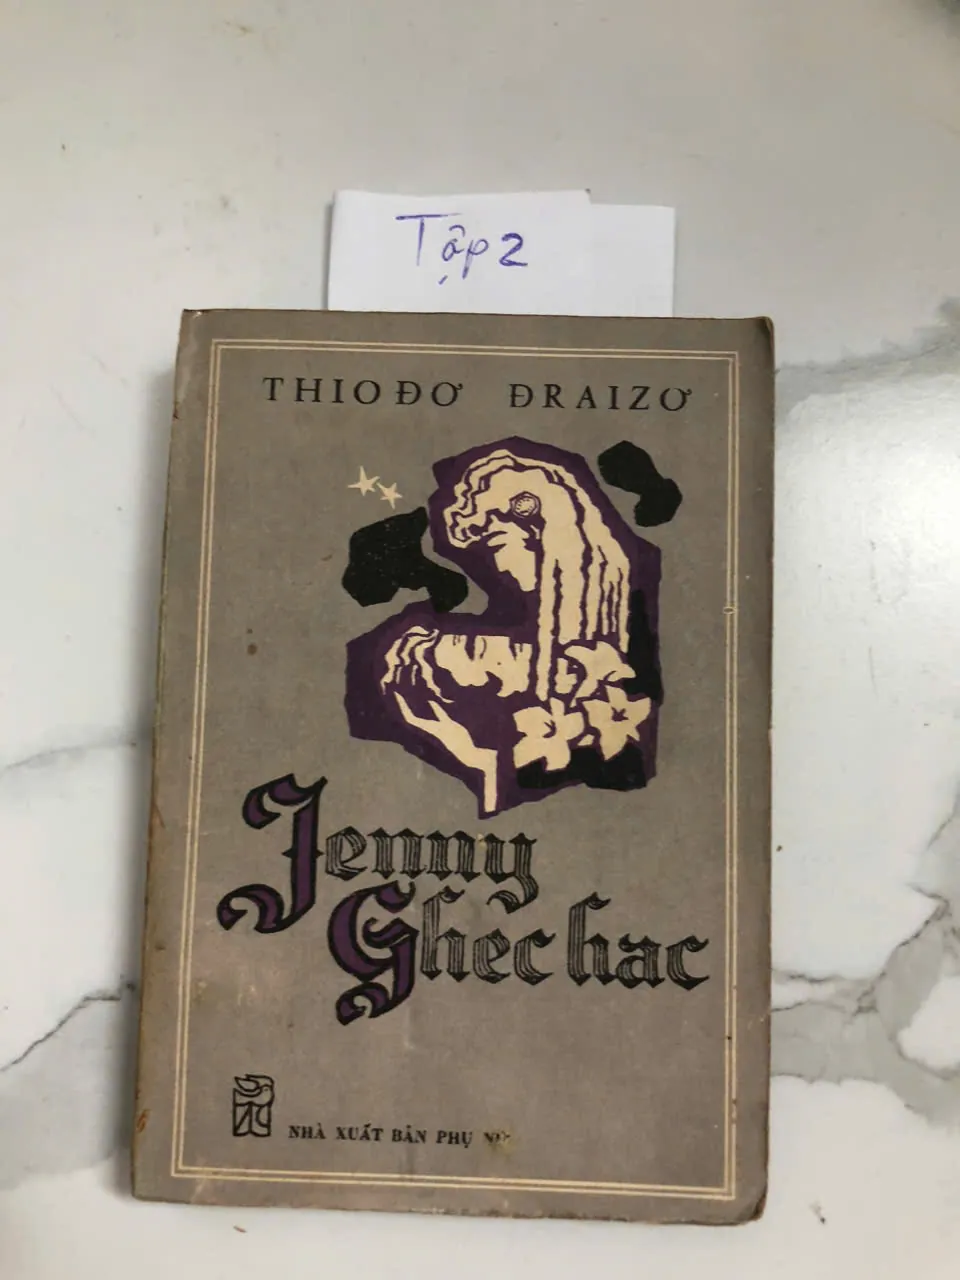 Tập 2
THIOĐƠ ĐRAIZƠ
Jenny
Ghec hac
NHÀ XUẤT BẢN PHỤ